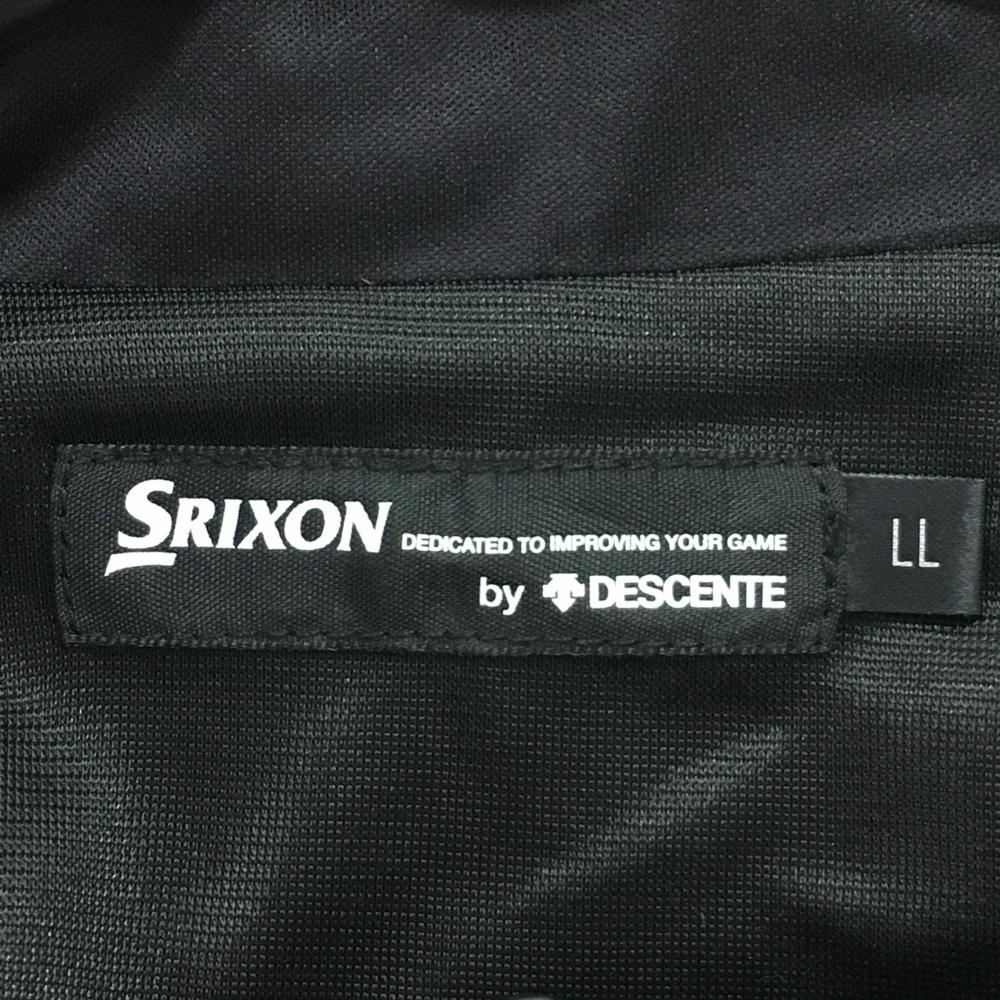 SRIXON DEDICATED TO IMPROVING YOUR GAME
by DESCENTE
LL